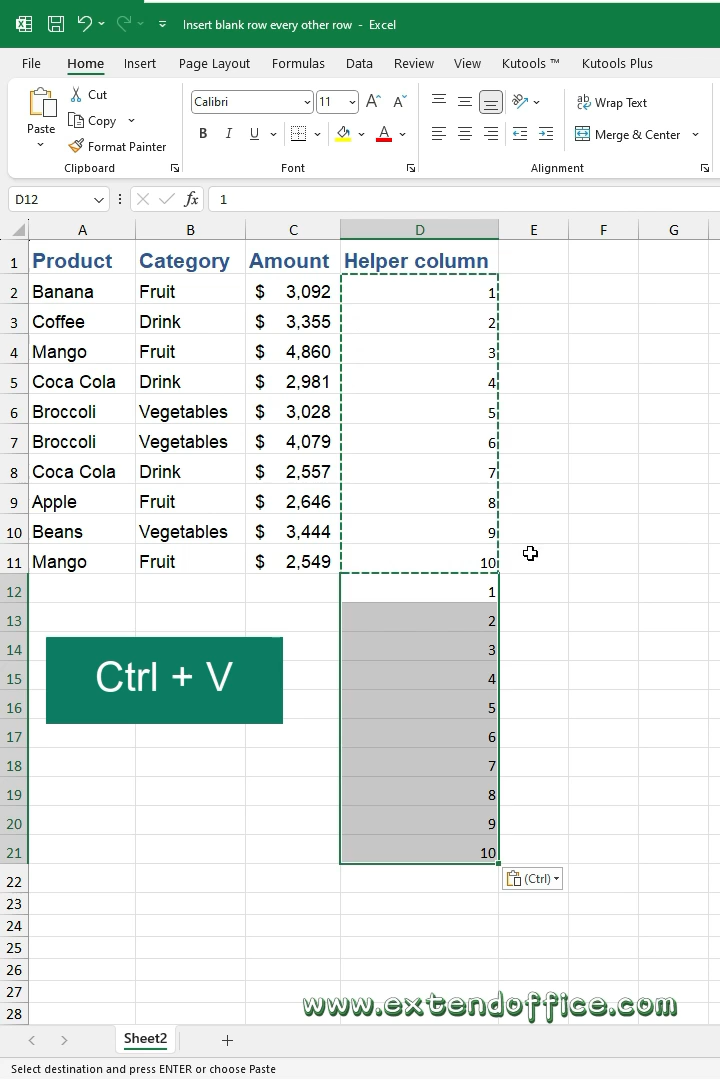 Insert blank row every other row - Excel
File Home Insert Page Layout Formulas Data Review View Kutools ™ Kutools Plus
Paste
Cut
Copy
Format Painter
Clipboard
Calibri 11 A A
B I U A
Font
ab Wrap Text
Merge & Center
Alignment
D12 fx 1
A B C D E F G
1 Product Category Amount Helper column
2 Banana Fruit $ 3,092 1
3 Coffee Drink $ 3,355 2
4 Mango Fruit $ 4,860 3
5 Coca Cola Drink $ 2,981 4
6 Broccoli Vegetables $ 3,028 5
7 Broccoli Vegetables $ 4,079 6
8 Coca Cola Drink $ 2,557 7
9 Apple Fruit $ 2,646 8
10 Beans Vegetables $ 3,444 9
11 Mango Fruit $ 2,549 10
12 1
13 2
14 3
15 4
16 5
17 6
18 7
19 8
20 9
21 10
Ctrl + V
22 (Ctrl)
23
24
25
26
27
28
www.extendoffice.com
Sheet2 +
Select destination and press ENTER or choose Paste